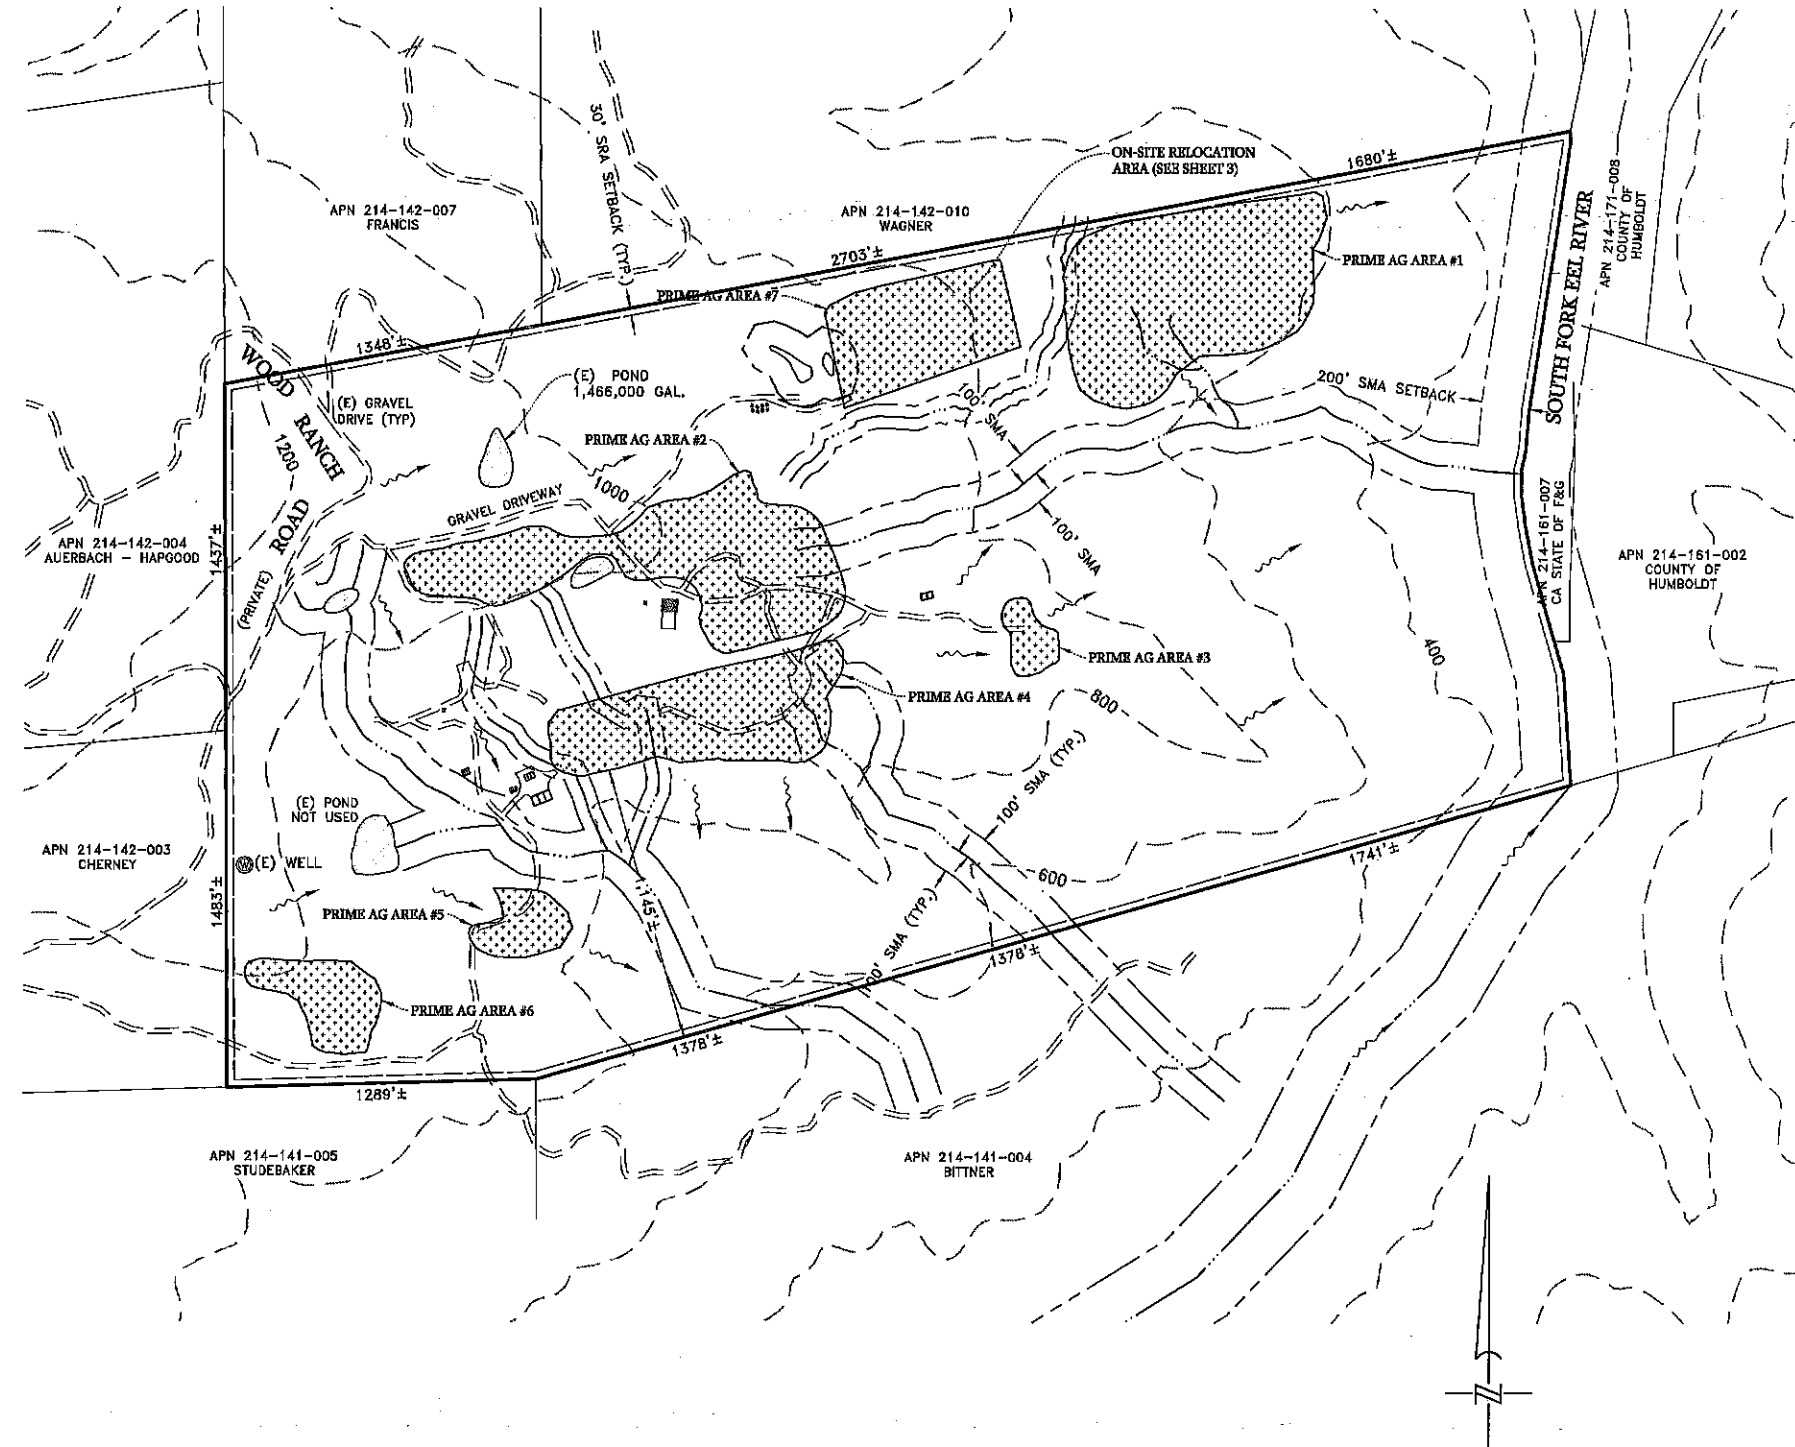 ON-SITE RELOCATION
AREA (SEE SHEET 3)
1680'±
30' SRA SETBACK (TYP.)
APN 214-142-007
FRANCIS
APN 214-142-010
WAGNER
APN 214-171-008
COUNTY OF
HUMBOLDT
SOUTH FORK EEL RIVER
2703'±
PRIME AG AREA #1
PRIME AG AREA #7
1348'±
WOOD RANCH ROAD
(PRIVATE)
(E) POND
1,466,000 GAL.
200' SMA SETBACK
(E) GRAVEL
DRIVE (TYP)
100' SMA
PRIME AG AREA #2
1200
1000
GRAVEL DRIVEWAY
APN 214-142-004
AUERBACH - HAPGOOD
1437'±
100' SMA
APN 214-161-007
CA STATE OF F&G
APN 214-161-002
COUNTY OF
HUMBOLDT
400
PRIME AG AREA #3
PRIME AG AREA #4
800
100' SMA (TYP.)
(E) POND
NOT USED
APN 214-142-003
CHERNEY
(E) WELL
W
1741'±
600
1483'±
PRIME AG AREA #5
1145'±
100' SMA (TYP.)
1378'±
PRIME AG AREA #6
1378'±
1289'±
APN 214-141-005
STUDEBAKER
APN 214-141-004
BITTNER
N